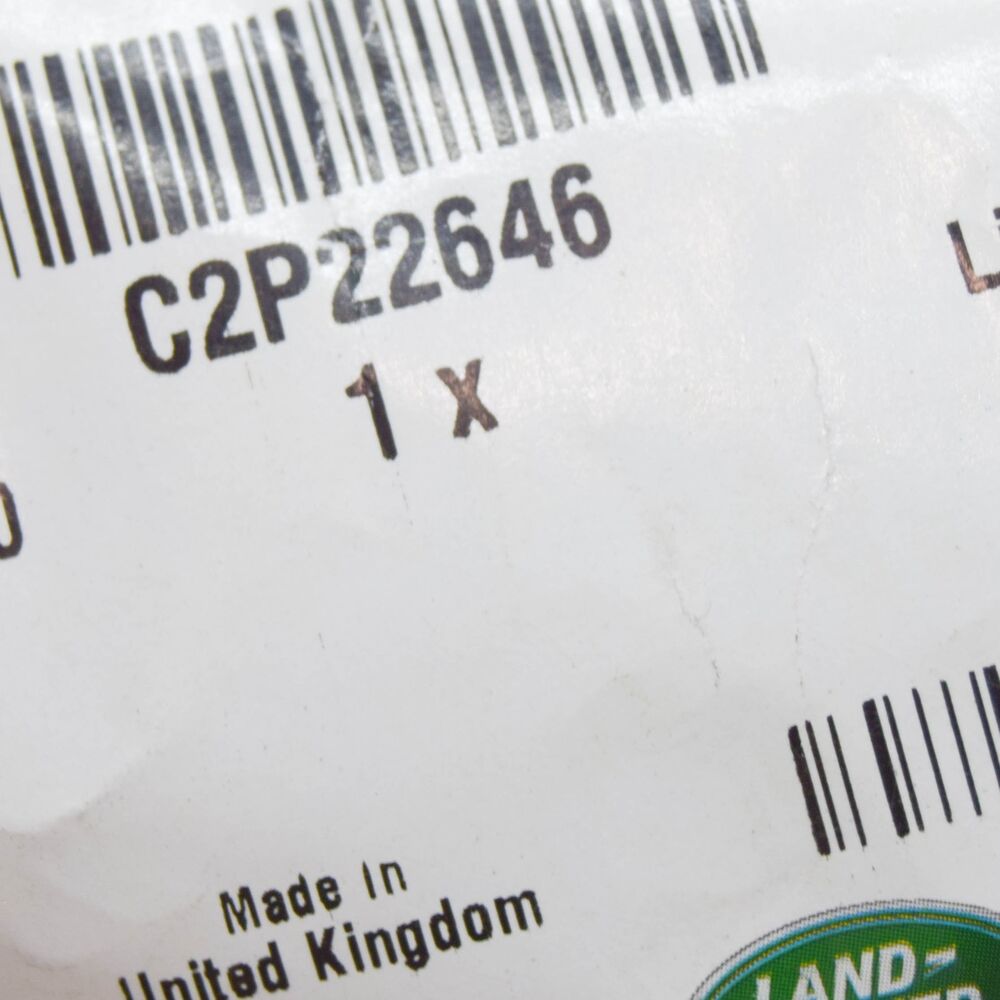 C2P22646
1 x
Made In
United Kingdom
LAND-